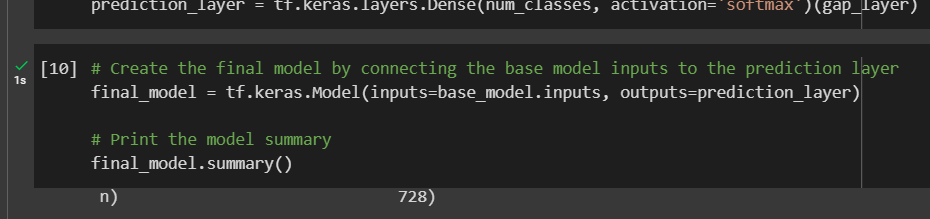 prediction_layer = tf.keras.layers.Dense(num_classes, activation='softmax')(gap_layer)
[10] # Create the final model by connecting the base model inputs to the prediction layer
final_model = tf.keras.Model(inputs=base_model.inputs, outputs=prediction_layer)
1s
# Print the model summary
final_model.summary()
n) 728)